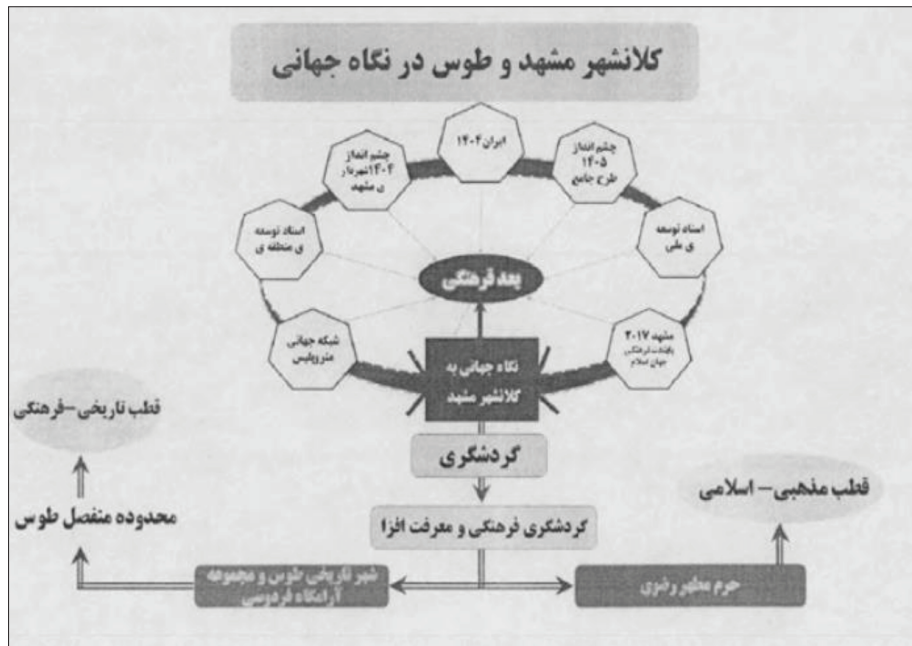 کلانشهر مشهد و طوس در نگاه جهانی
ایران ۱۴۰۴
چشم انداز
۱۴۰۵
طرح جامع
چشم انداز
۱۴۰۴شهردار
ی مشهد
اسناد توسعه
ی ملی
اسناد توسعه
ی منطقه ی
بعد فرهنگی
مشهد ۲۰۱۷
پایتخت فرهنگی
جهان اسلام
شبکه جهانی
متروپلیس
نگاه جهانی به
کلانشهر مشهد
گردشگری
قطب تاریخی-فرهنگی
قطب مذهبی- اسلامی
محدوده منفصل طوس
گردشگری فرهنگی و معرفت افزا
حرم مطهر رضوی
شهر تاریخی طوس و مجموعه
آرامگاه فردوسی